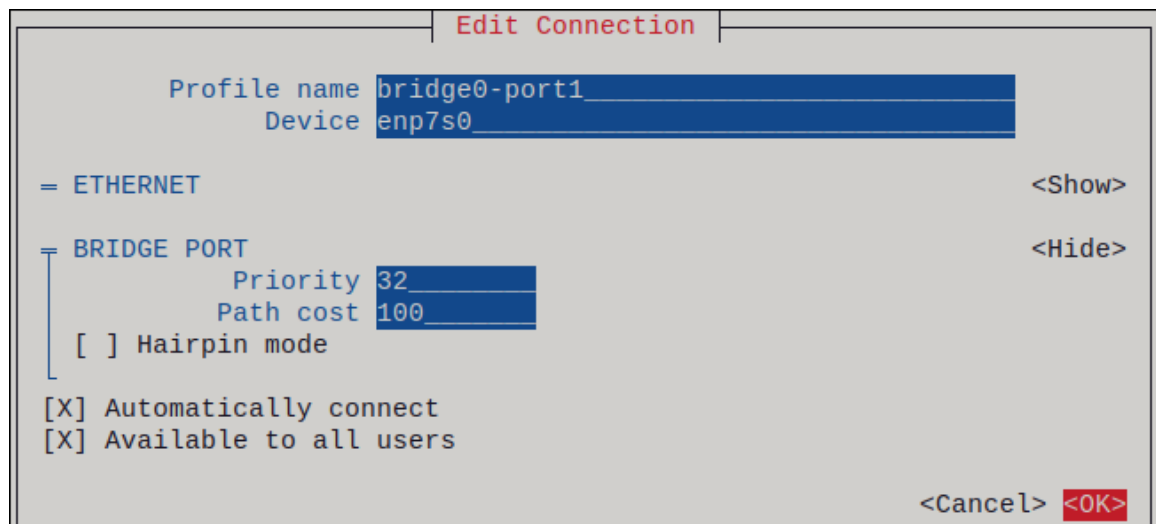 Edit Connection
Profile name bridge0-port1
Device enp7s0
= ETHERNET <Show>
BRIDGE PORT <Hide>
Priority 32
Path cost 100
[ ] Hairpin mode
[X] Automatically connect
[X] Available to all users
<Cancel> <OK>